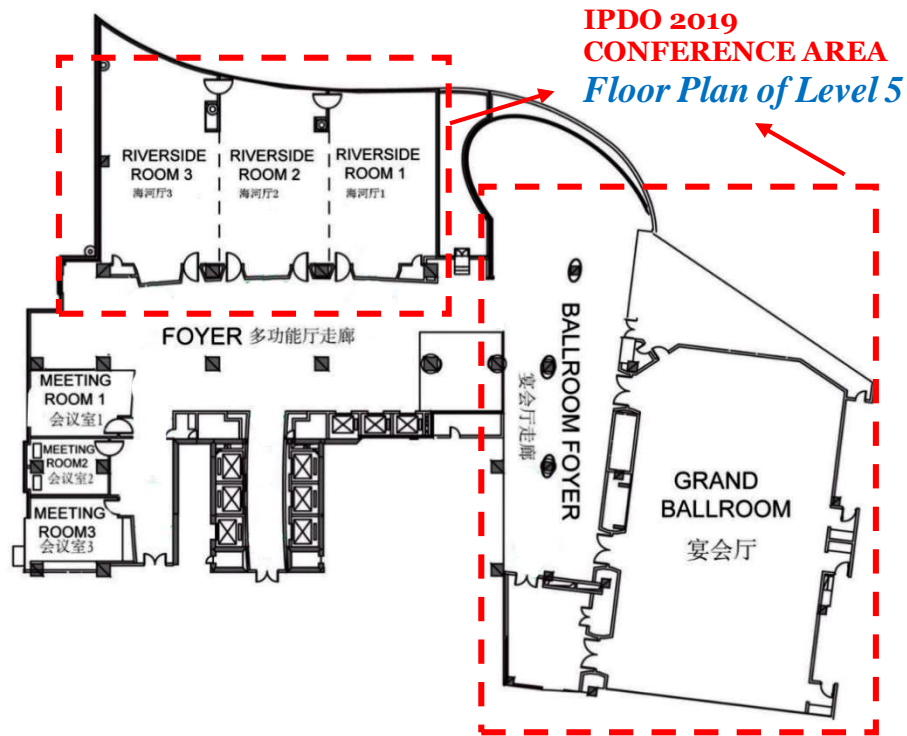 IPDO 2019
CONFERENCE AREA
Floor Plan of Level 5
RIVERSIDE
ROOM 3
海河厅3
RIVERSIDE
ROOM 2
海河厅2
RIVERSIDE
ROOM 1
海河厅1
FOYER 多功能厅走廊
BALLROOM FOYER
宴会厅走廊
MEETING
ROOM 1
会议室1
MEETING
ROOM2
会议室2
MEETING
ROOM3
会议室3
GRAND
BALLROOM
宴会厅